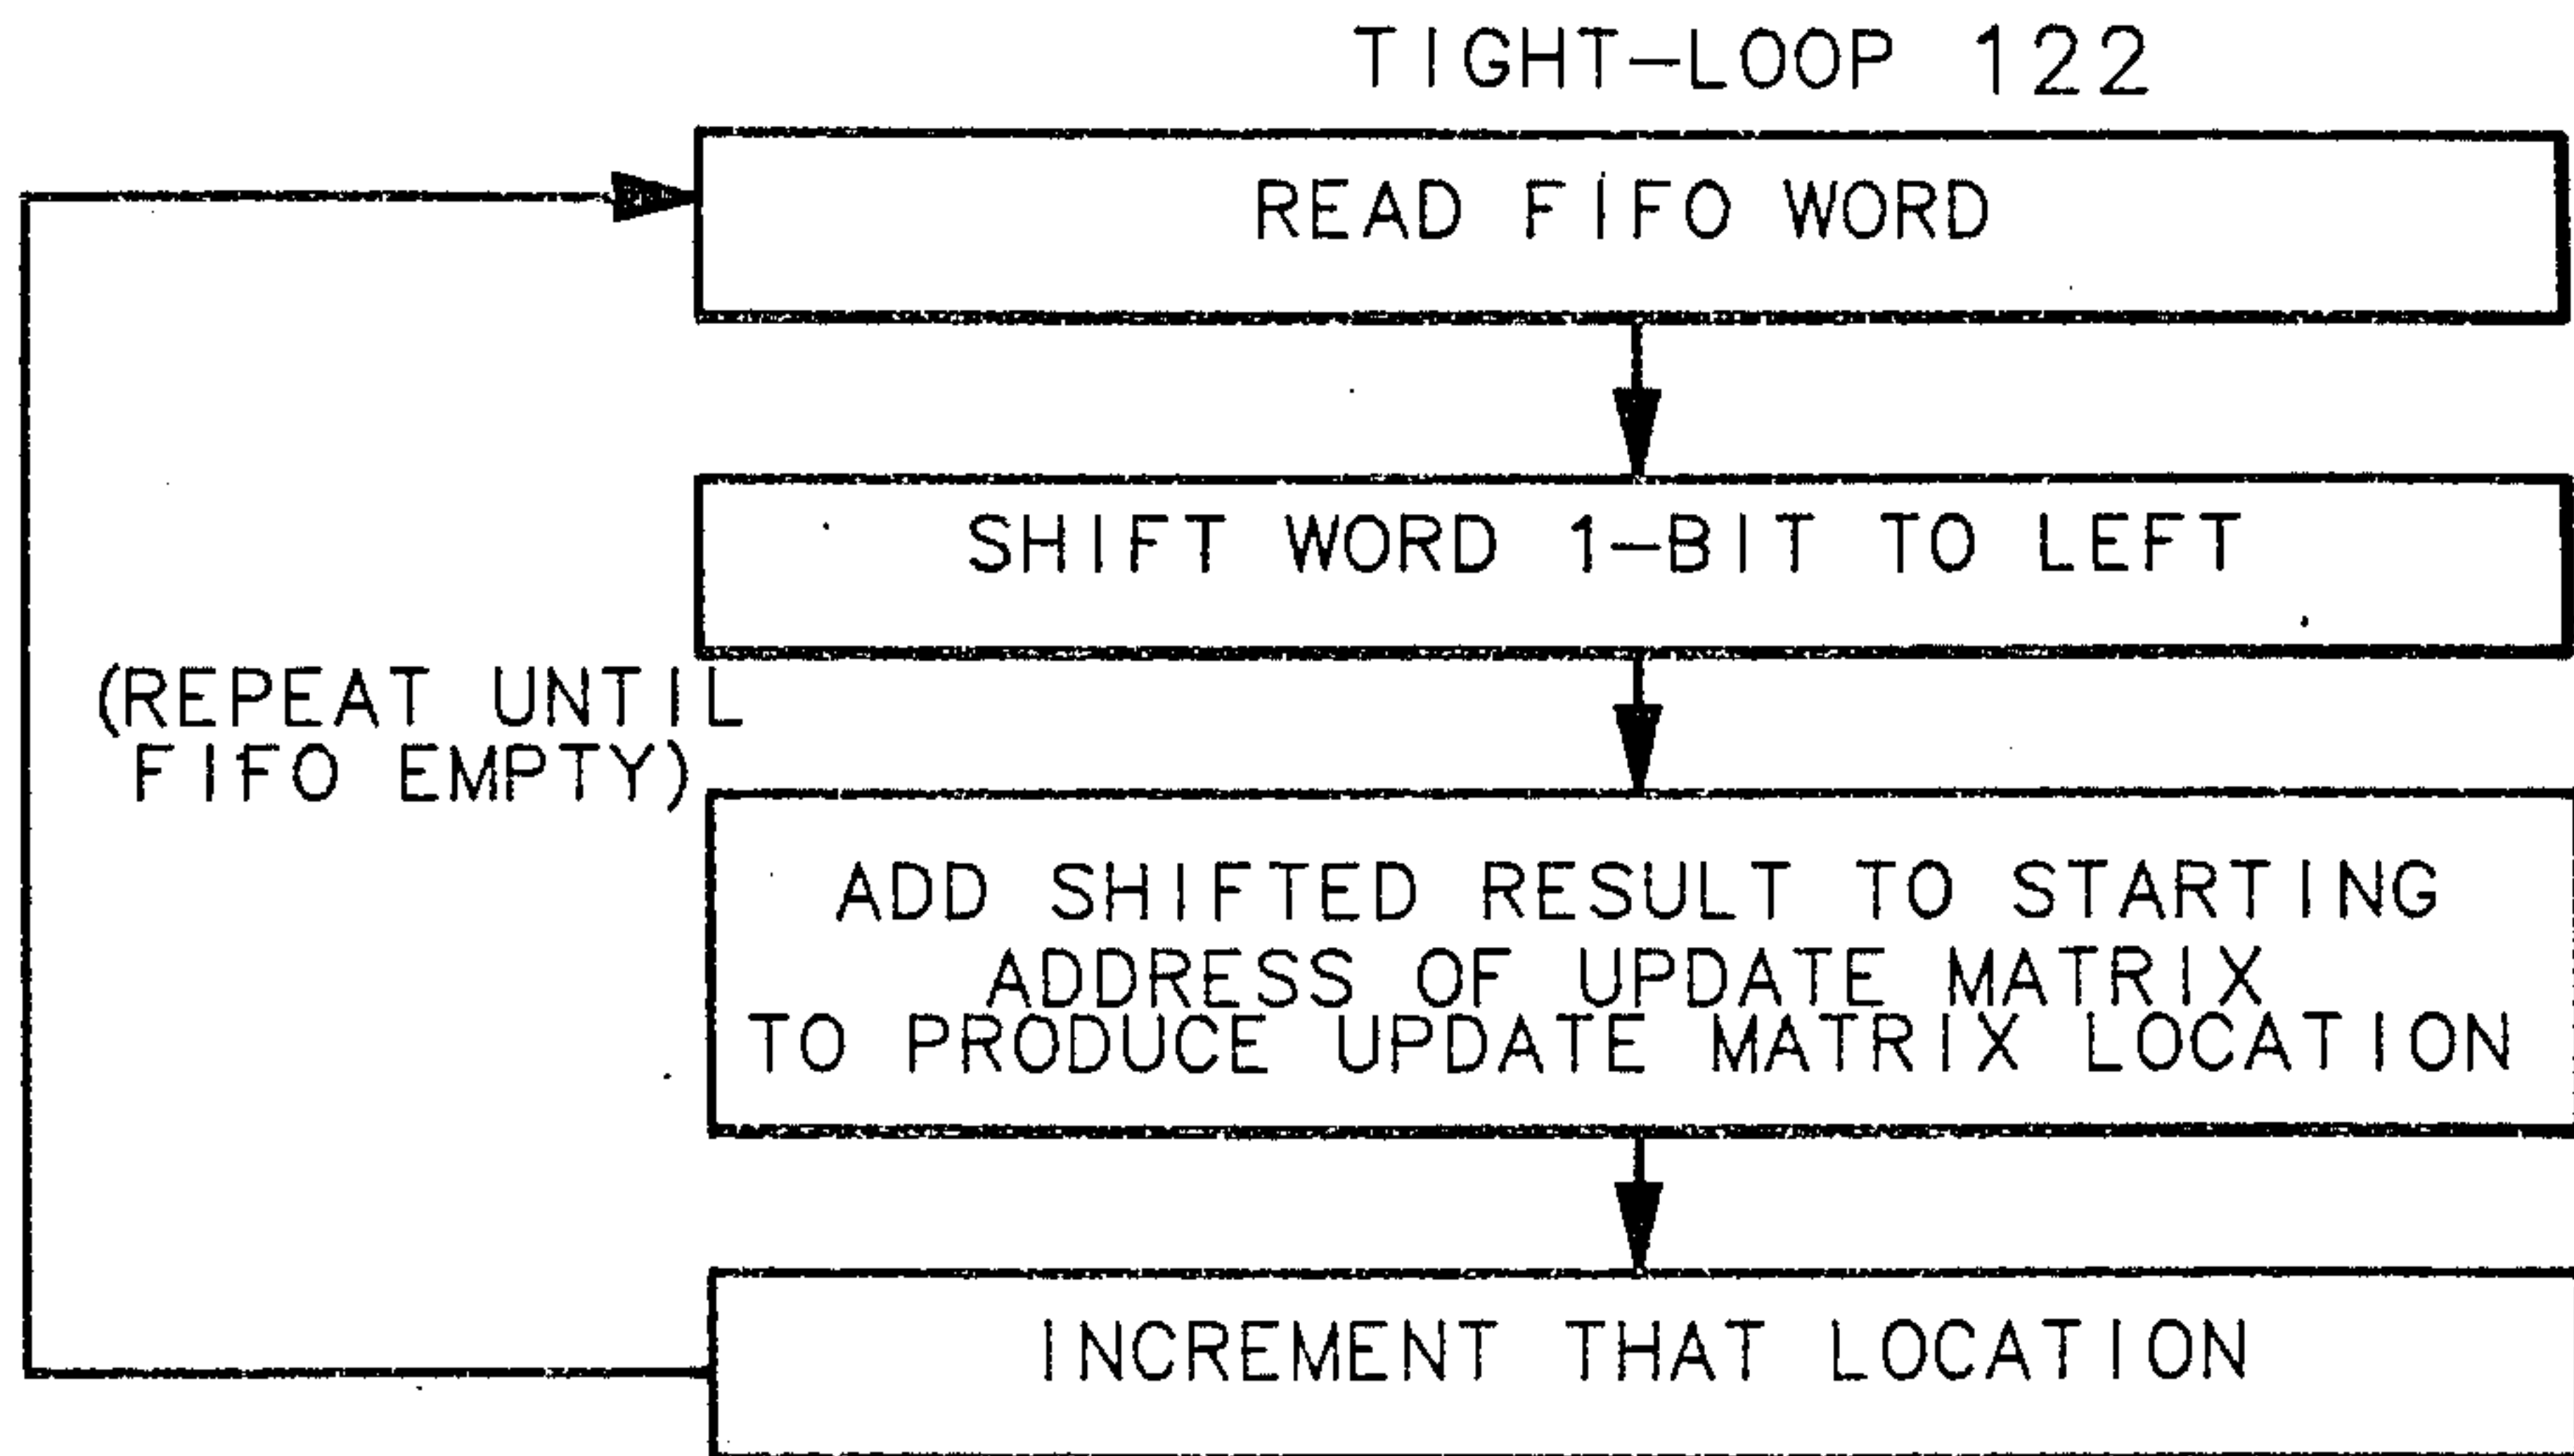 TIGHT-LOOP 122
READ FIFO WORD
SHIFT WORD 1-BIT TO LEFT
(REPEAT UNTIL
FIFO EMPTY)
ADD SHIFTED RESULT TO STARTING
ADDRESS OF UPDATE MATRIX
TO PRODUCE UPDATE MATRIX LOCATION
INCREMENT THAT LOCATION